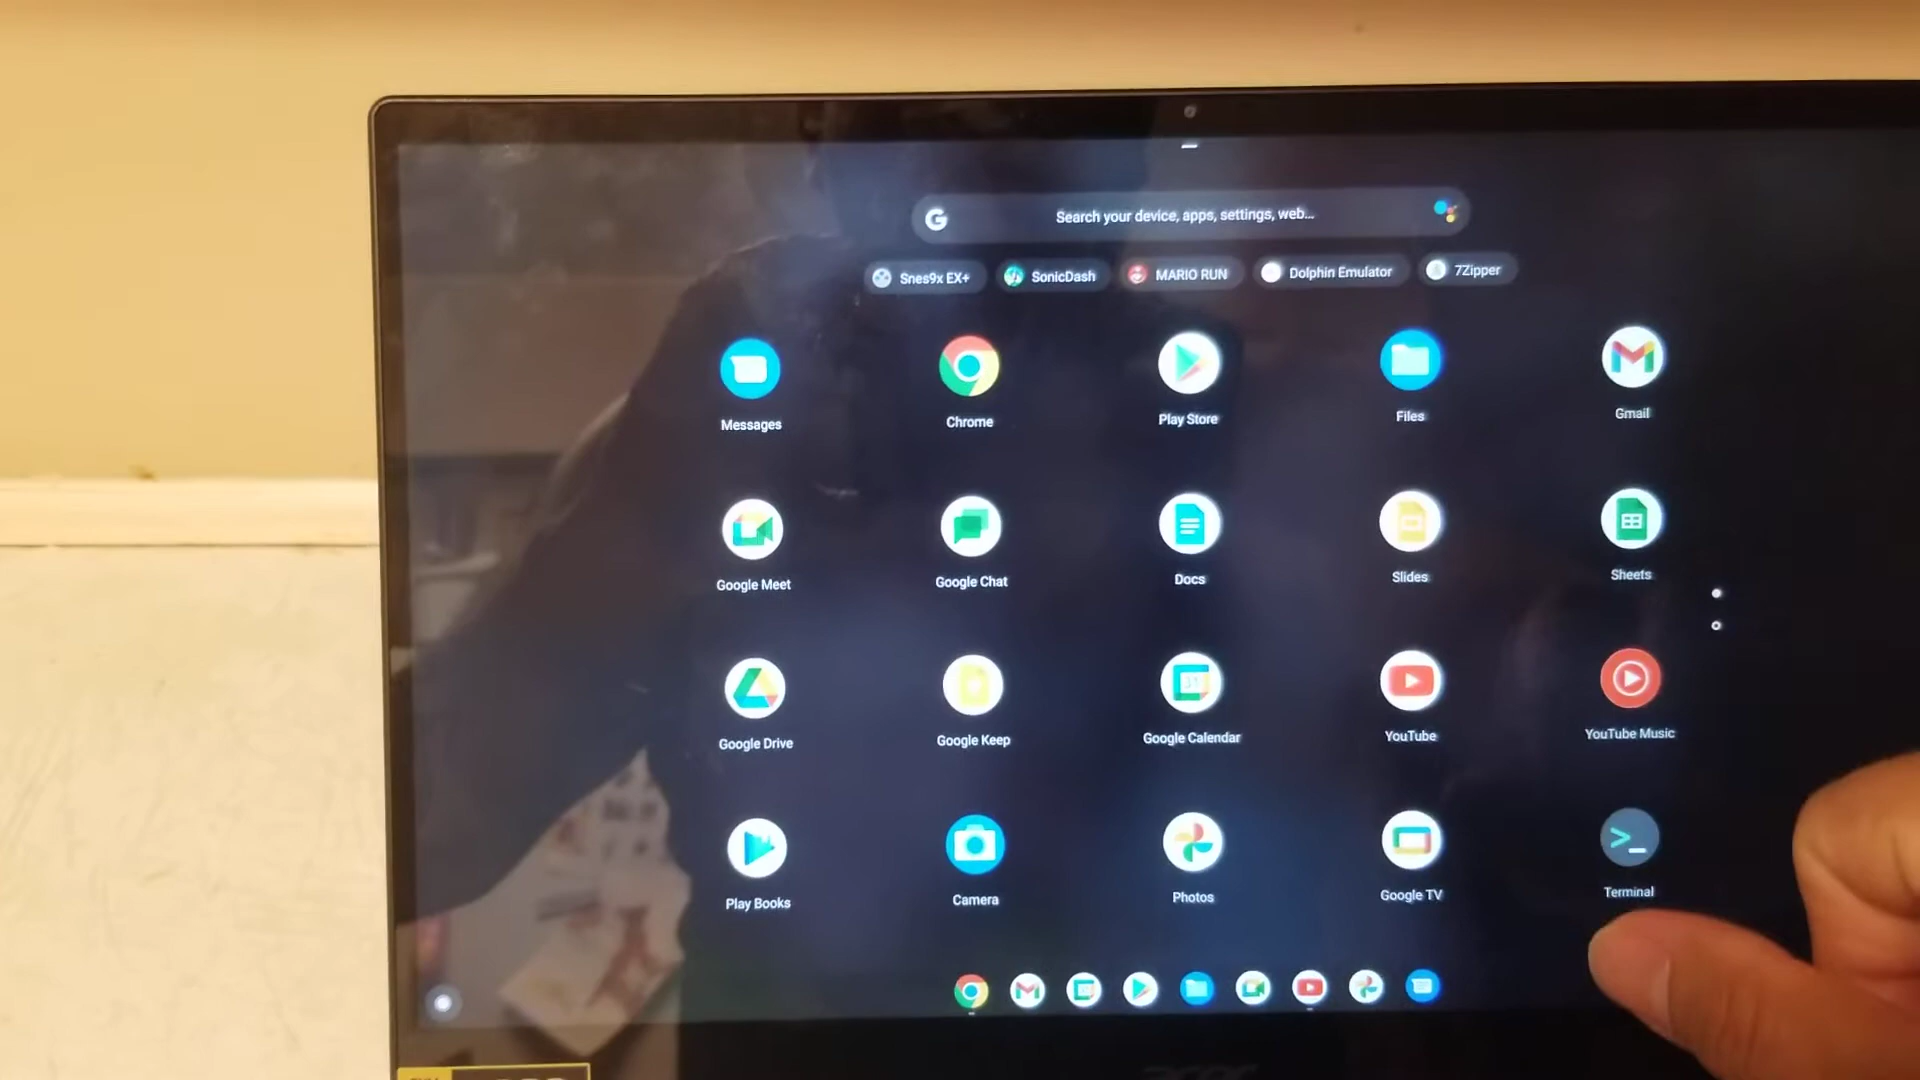 Search your device, apps, settings, web...
Snes9x EX+ SonicDash MARIO RUN Dolphin Emulator 7Zipper
Messages Chrome Play Store Files Gmail
Google Meet Google Chat Docs Slides Sheets
31
Google Drive Google Keep Google Calendar YouTube YouTube Music
Play Books Camera Photos Google TV Terminal
acer